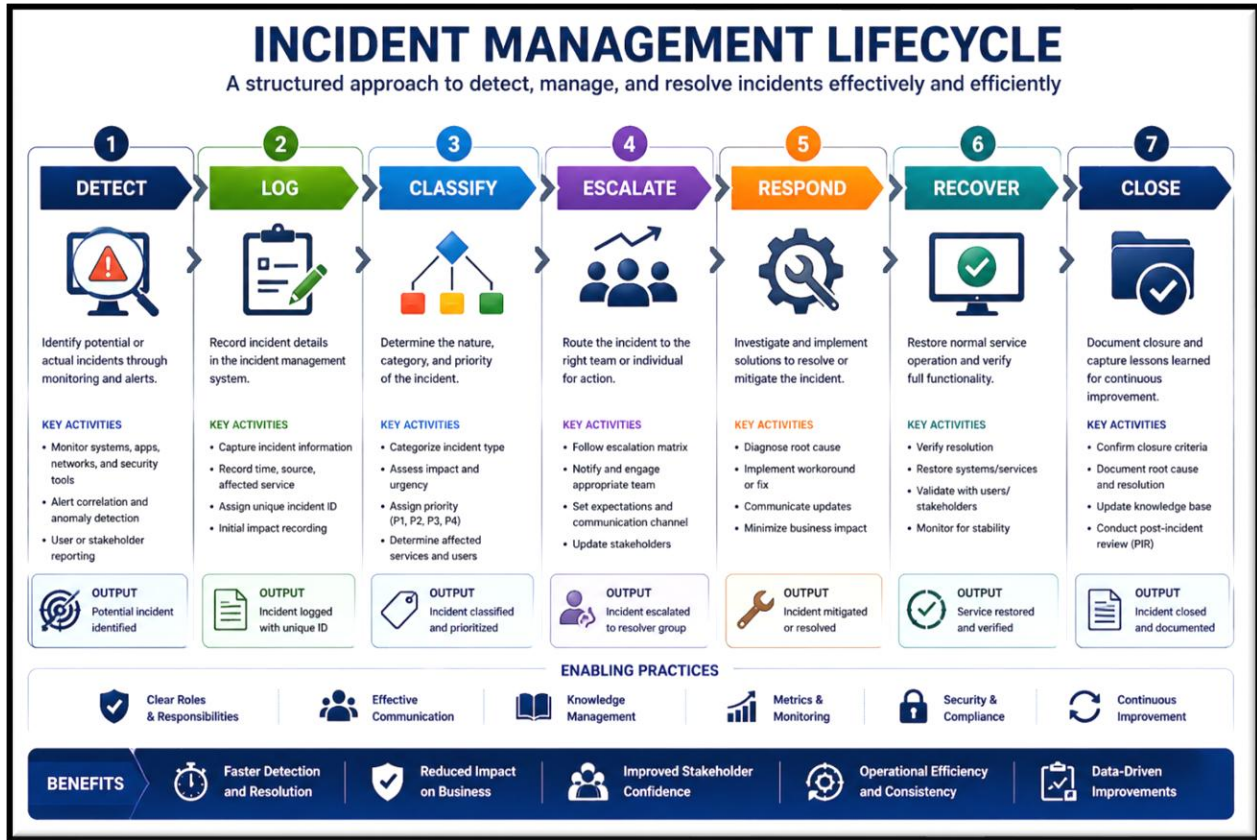 INCIDENT MANAGEMENT LIFECYCLE
A structured approach to detect, manage, and resolve incidents effectively and efficiently
1
DETECT
Identify potential or
actual incidents through
monitoring and alerts.
KEY ACTIVITIES
• Monitor systems, apps,
networks, and security
tools
• Alert correlation and
anomaly detection
• User or stakeholder
reporting
OUTPUT
Potential incident
identified
2
LOG
Record incident details
in the incident management
system.
KEY ACTIVITIES
• Capture incident information
• Record time, source,
affected service
• Assign unique incident ID
• Initial impact recording
OUTPUT
Incident logged
with unique ID
3
CLASSIFY
Determine the nature,
category, and priority
of the incident.
KEY ACTIVITIES
• Categorize incident type
• Assess impact and
urgency
• Assign priority
(P1, P2, P3, P4)
• Determine affected
services and users
OUTPUT
Incident classified
and prioritized
4
ESCALATE
Route the incident to the
right team or individual
for action.
KEY ACTIVITIES
• Follow escalation matrix
• Notify and engage
appropriate team
• Set expectations and
communication channel
• Update stakeholders
OUTPUT
Incident escalated
to resolver group
5
RESPOND
Investigate and implement
solutions to resolve or
mitigate the incident.
KEY ACTIVITIES
• Diagnose root cause
• Implement workoround
or fix
• Communicate updates
• Minimize business impact
OUTPUT
Incident mitigated
or resolved
6
RECOVER
Restore normal service
operation and verify
full functionality.
KEY ACTIVITIES
• Verify resolution
• Restore systems/services
• Validate with users/
stakeholders
• Monitor for stability
OUTPUT
Service restored
and verified
7
CLOSE
Document closure and
capture lessons learned
for continuous
improvement.
KEY ACTIVITIES
• Confirm closure criteria
• Document root cause
and resolution
• Update knowledge base
• Conduct post-incident
review (PIR)
OUTPUT
Incident closed
and documented
ENABLING PRACTICES
Clear Roles
& Responsibilities
Effective
Communication
Knowledge
Management
Metrics &
Monitoring
Security &
Compliance
Continuous
Improvement
BENEFITS
Faster Detection
and Resolution
Reduced Impact
on Business
Improved Stakeholder
Confidence
Operational Efficiency
and Consistency
Data-Driven
Improvements